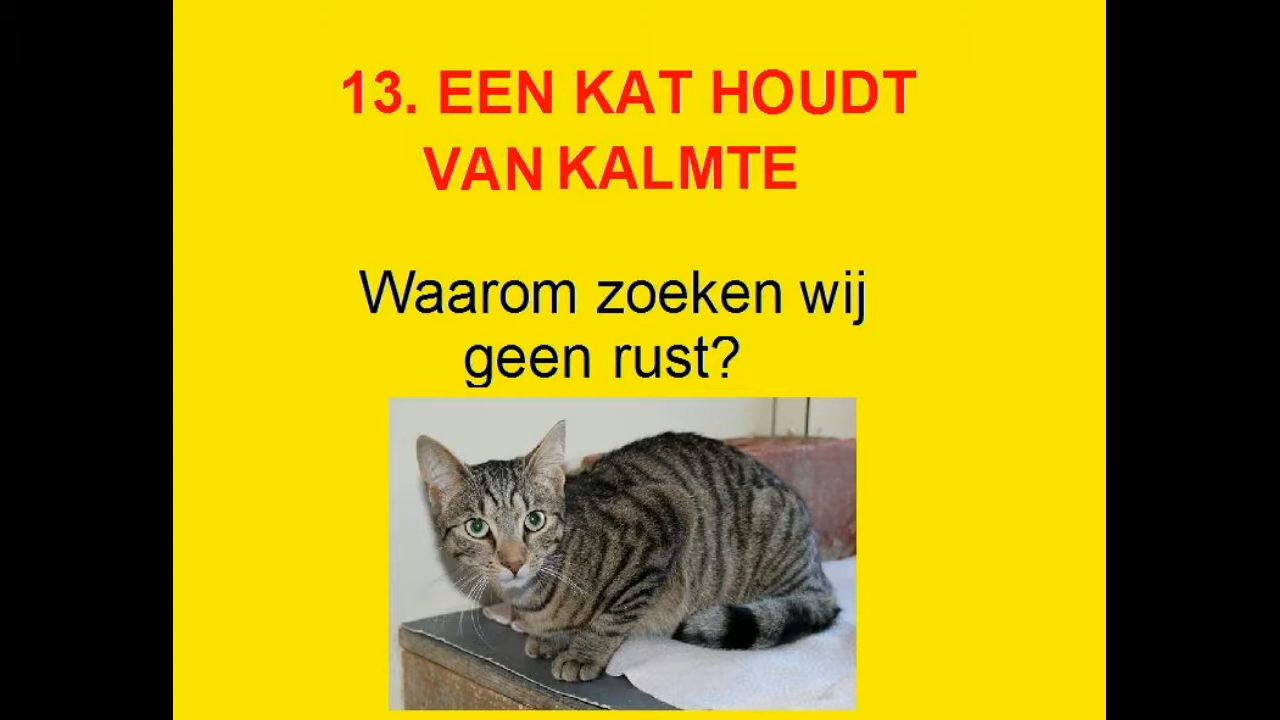 13. EEN KAT HOUDT
VAN KALMTE
Waarom zoeken wij
geen rust?